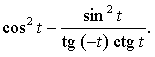 cos² t − sin² t / tg (−t) ctg t .